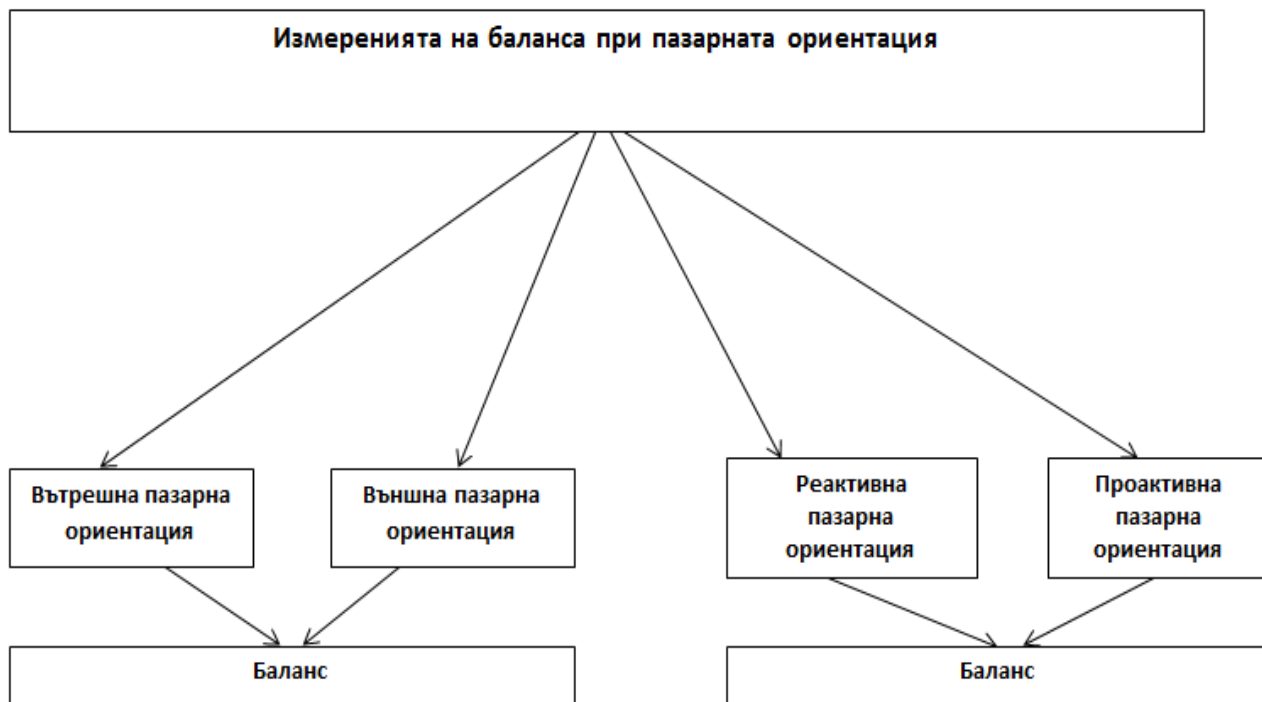 Измеренията на баланса при пазарната ориентация
Вътрешна пазарна
ориентация
Външна пазарна
ориентация
Реактивна
пазарна
ориентация
Проактивна
пазарна
ориентация
Баланс
Баланс